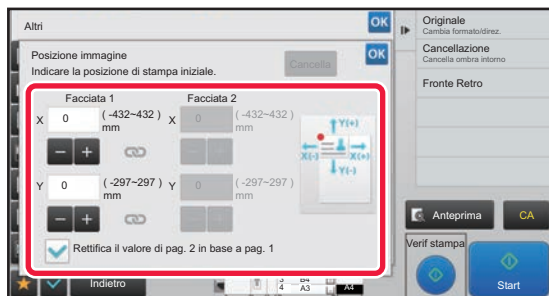 Altri
OK
Posizione immagine
Indicare la posizione di stampa iniziale.
Cancella
OK
Facciata 1
Facciata 2
X 0 (-432~432) mm
X 0 (-432~432) mm
− +
− +
Y(+)
X(-) X(+)
Y(-)
Y 0 (-297~297) mm
Y 0 (-297~297) mm
− +
− +
Rettifica il valore di pag. 2 in base a pag. 1
Indietro
3 B4
4 A3
A4
Originale
Cambia formato/direz.
Cancellazione
Cancella ombra intorno
Fronte Retro
Anteprima
CA
Verif stampa
Start